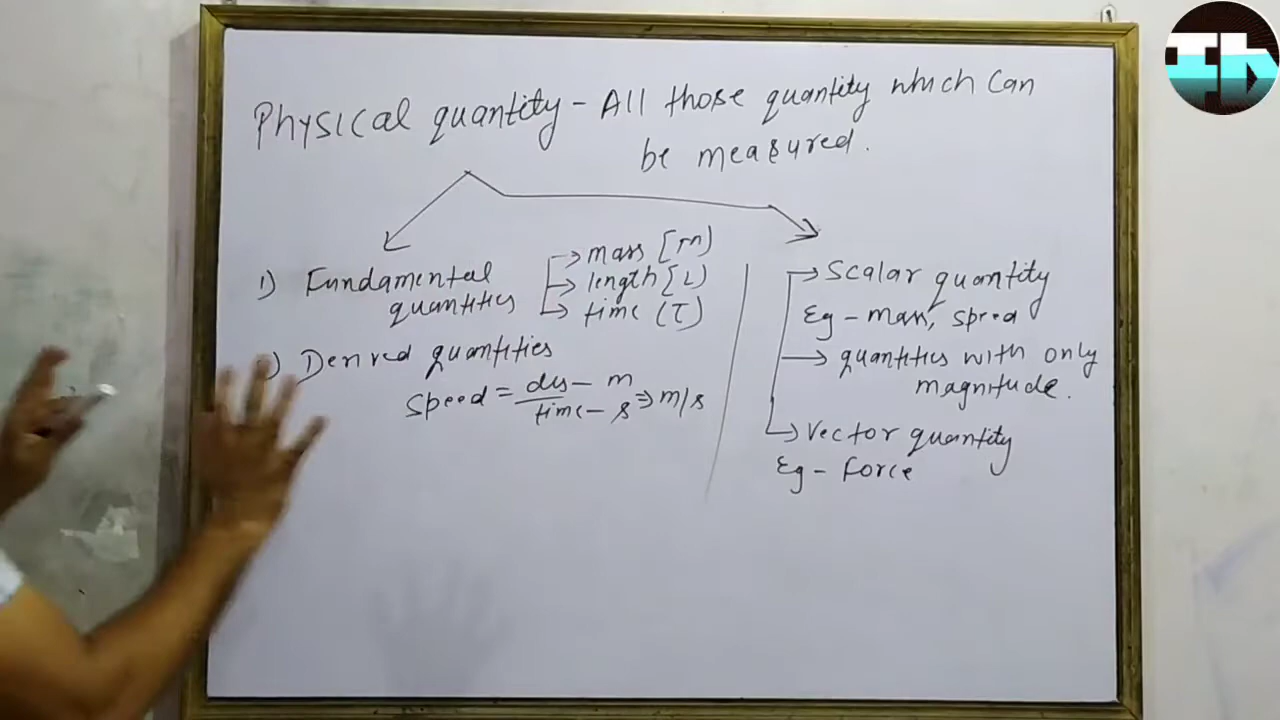 Physical quantity - All those quantity which can
be measured.
1) Fundamental
quantities
mass [m)
length [L)
time (T)
) Derived quantities
speed = dis - m
time - s => m/s
Scalar quantity
Eg - mass, speed
quantities with only
magnitude.
Vector quantity
Eg - force